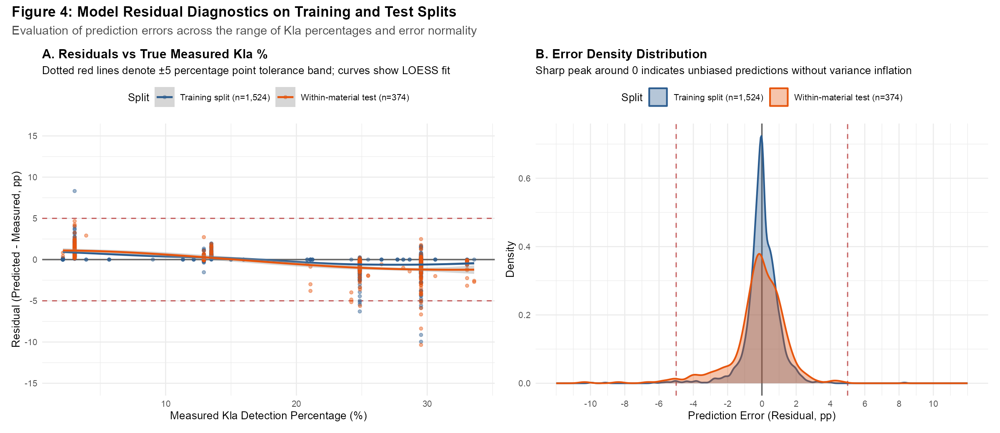 Figure 4: Model Residual Diagnostics on Training and Test Splits
Evaluation of prediction errors across the range of Kla percentages and error normality
A. Residuals vs True Measured Kla %
Dotted red lines denote ±5 percentage point tolerance band; curves show LOESS fit
Split Training split (n=1,524) Within-material test (n=374)
15
10
5
0
-5
-10
-15
Residual (Predicted - Measured, pp)
10 20 30
Measured Kla Detection Percentage (%)
B. Error Density Distribution
Sharp peak around 0 indicates unbiased predictions without variance inflation
Split Training split (n=1,524) Within-material test (n=374)
0.6
0.4
0.2
0.0
Density
-10 -8 -6 -4 -2 0 2 4 6 8 10
Prediction Error (Residual, pp)